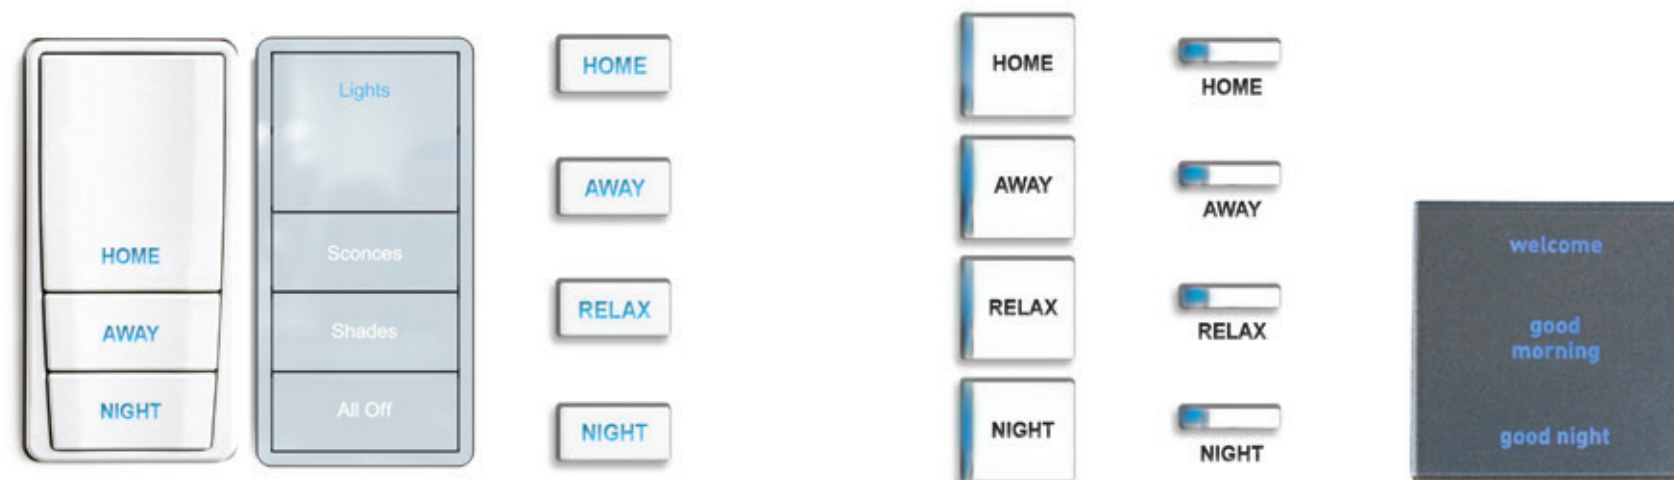 HOME
AWAY
NIGHT
Lights
Sconces
Shades
All Off
HOME
AWAY
RELAX
NIGHT
HOME
AWAY
RELAX
NIGHT
HOME
AWAY
RELAX
NIGHT
welcome
good
morning
good night